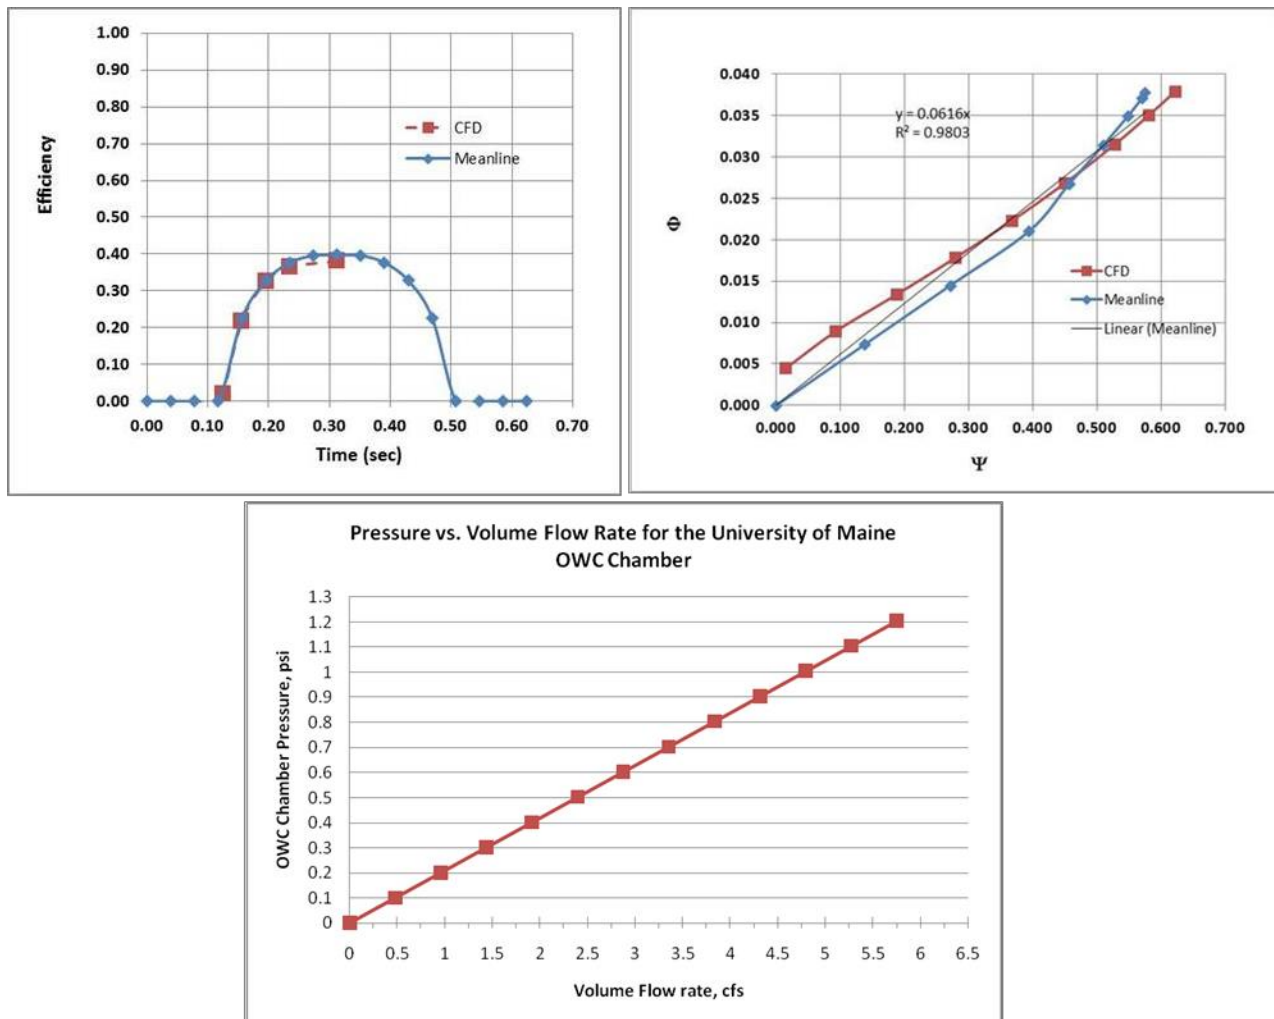 1.00
0.90
0.80
0.70
0.60
0.50
0.40
0.30
0.20
0.10
0.00
Efficiency
CFD
Meanline
0.00 0.10 0.20 0.30 0.40 0.50 0.60 0.70
Time (sec)
0.040
0.035
0.030
0.025
0.020
0.015
0.010
0.005
0.000
Φ
y = 0.0616x
R² = 0.9803
CFD
Meanline
Linear (Meanline)
0.000 0.100 0.200 0.300 0.400 0.500 0.600 0.700
Ψ
Pressure vs. Volume Flow Rate for the University of Maine
OWC Chamber
1.3
1.2
1.1
1
0.9
0.8
0.7
0.6
0.5
0.4
0.3
0.2
0.1
0
OWC Chamber Pressure, psi
0 0.5 1 1.5 2 2.5 3 3.5 4 4.5 5 5.5 6 6.5
Volume Flow rate, cfs